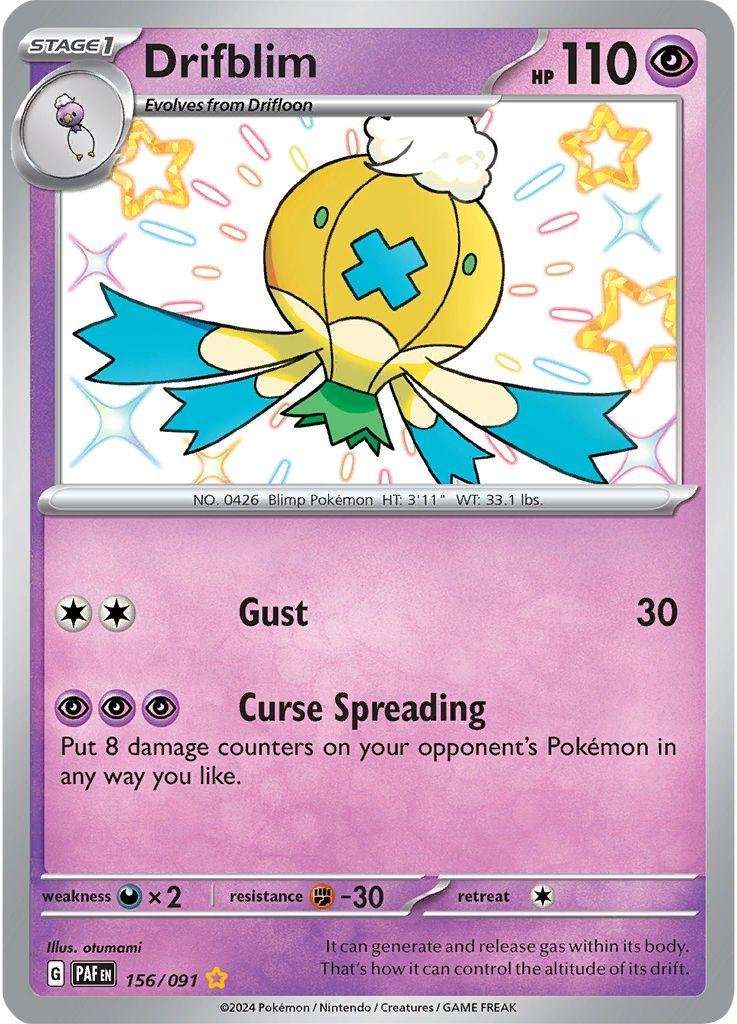 STAGE1
Drifblim
HP 110
Evolves from Drifloon
NO. 0426 Blimp Pokémon HT: 3'11" WT: 33.1 lbs.
Gust 30
Curse Spreading
Put 8 damage counters on your opponent's Pokémon in
any way you like.
weakness ×2 resistance -30 retreat
Illus. otumami
It can generate and release gas within its body.
That's how it can control the altitude of its drift.
G PAF EN 156/091
©2024 Pokémon / Nintendo / Creatures / GAME FREAK